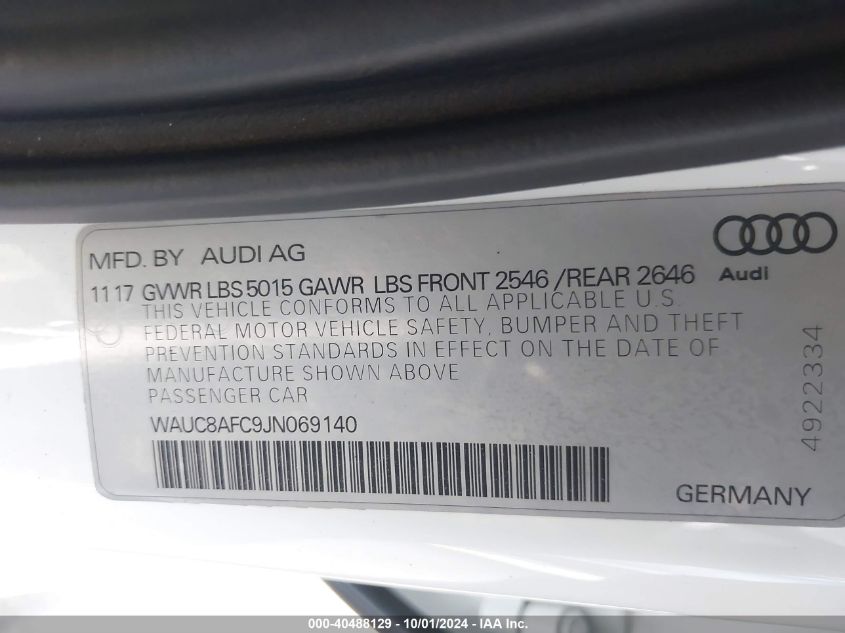 MFD. BY AUDI AG
Audi
11 17 GVWR LBS 5015 GAWR LBS FRONT 2546 /REAR 2646
THIS VEHICLE CONFORMS TO ALL APPLICABLE U.S.
FEDERAL MOTOR VEHICLE SAFETY, BUMPER AND THEFT
PREVENTION STANDARDS IN EFFECT ON THE DATE OF
MANUFACTURE SHOWN ABOVE
PASSENGER CAR
WAUC8AFC9JN069140
4922334
GERMANY
000-40488129 - 10/01/2024 - IAA Inc.